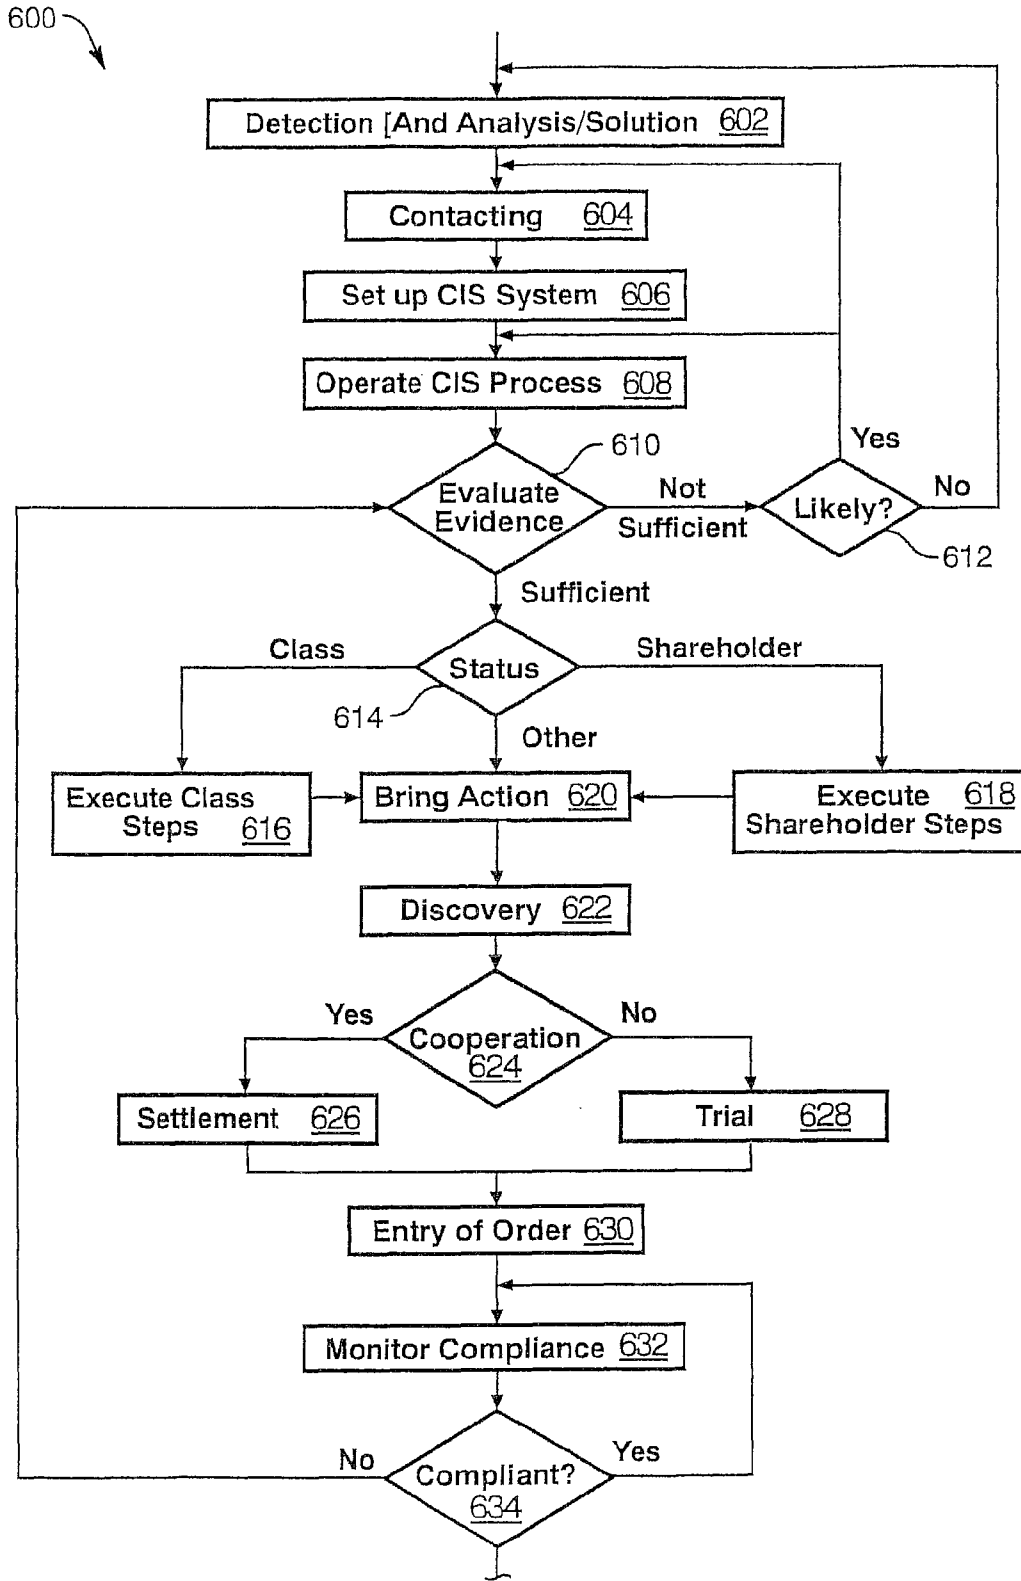 600
Detection [And Analysis/Solution 602
Contacting 604
Set up CIS System 606
Operate CIS Process 608
610
Evaluate
Evidence
Not
Sufficient
Yes
Likely?
No
612
Sufficient
Class
Status
Shareholder
614
Other
Execute Class
Steps 616
Bring Action 620
Execute 618
Shareholder Steps
Discovery 622
Yes
Cooperation
624
No
Settlement 626
Trial 628
Entry of Order 630
Monitor Compliance 632
No
Compliant?
634
Yes